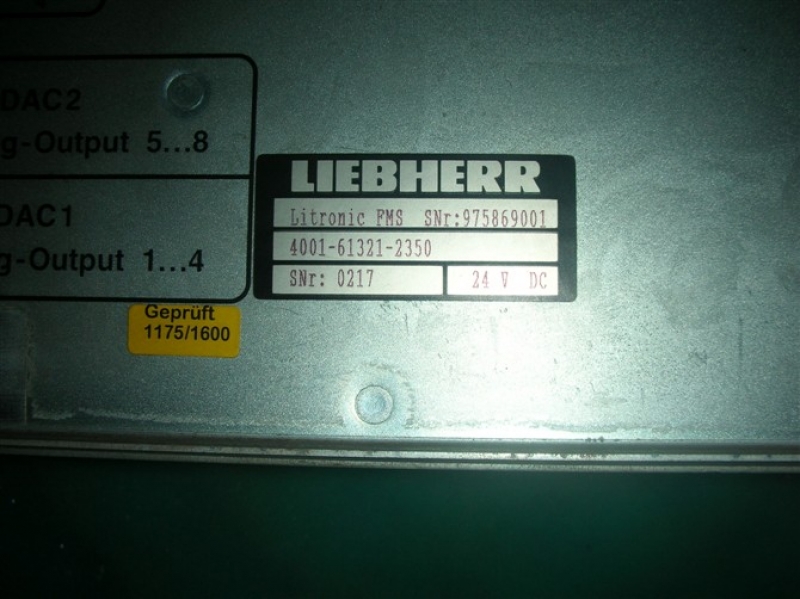 DAC2
g-Output 5...8
DAC1
g-Output 1...4
LIEBHERR
Litronic FMS SNr:975869001
4001-61321-2350
SNr: 0217
24 V DC
Geprüft
1175/1600